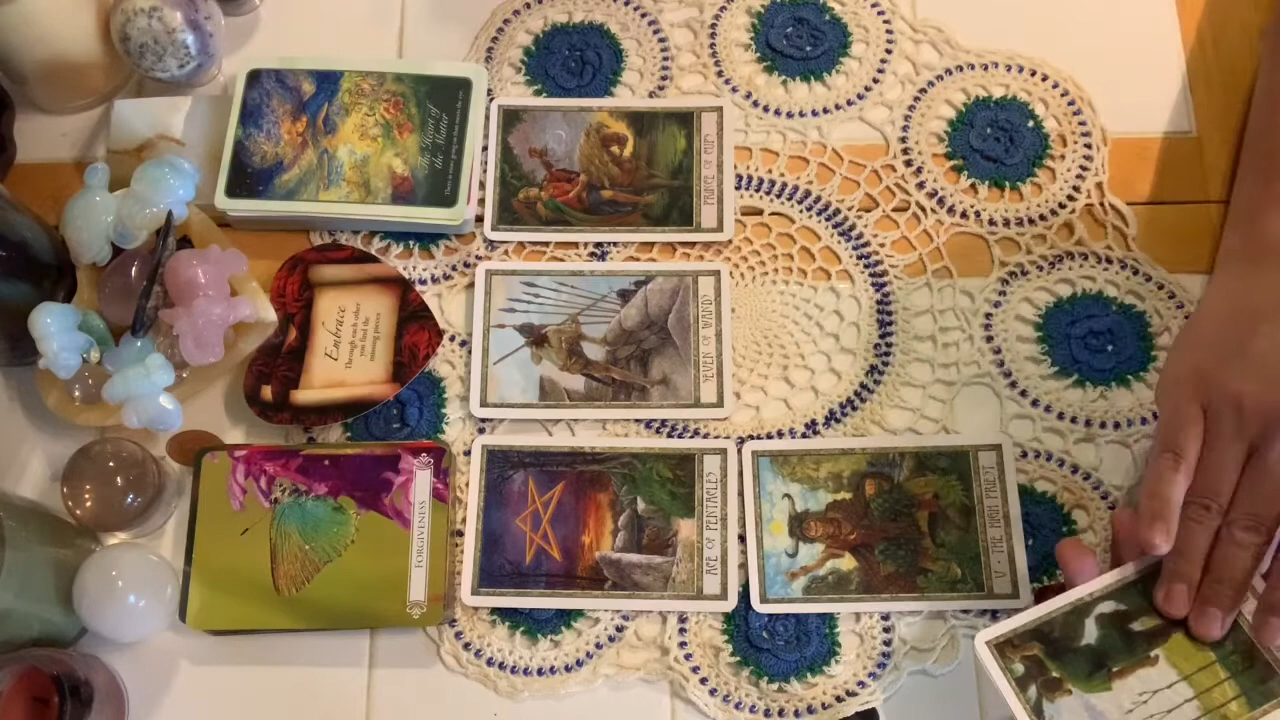 The Heart of
the Matter
There is more going on than meets the eye.
PRINCE OF CUPS
Embrace
Through each other
you find the
missing pieces
SEVEN OF WANDS
FORGIVENESS
ACE OF PENTACLES
V · THE HIGH PRIEST